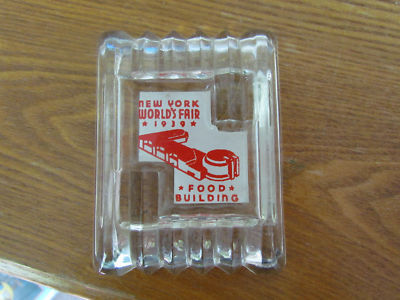 NEW YORK
WORLD'S FAIR
★ 1939 ★
★ FOOD ★
BUILDING